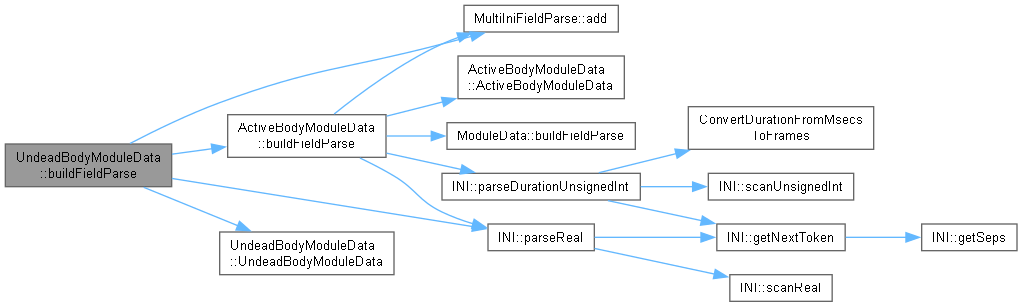 UndeadBodyModuleData
::buildFieldParse
MultiIniFieldParse::add
ActiveBodyModuleData
::buildFieldParse
ActiveBodyModuleData
::ActiveBodyModuleData
ModuleData::buildFieldParse
INI::parseDurationUnsignedInt
ConvertDurationFromMsecs
ToFrames
INI::scanUnsignedInt
INI::parseReal
INI::getNextToken
INI::getSeps
INI::scanReal
UndeadBodyModuleData
::UndeadBodyModuleData